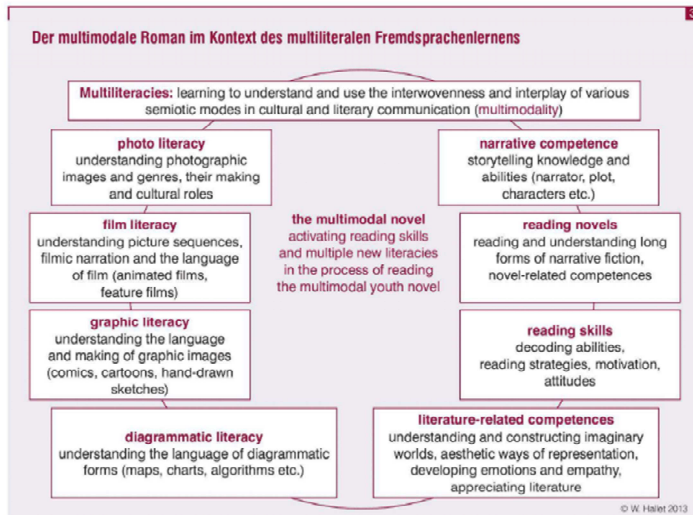 3
Der multimodale Roman im Kontext des multiliteralen Fremdsprachenlernens
Multiliteracies: learning to understand and use the interwovenness and interplay of various
semiotic modes in cultural and literary communication (multimodality)
photo literacy
understanding photographic
images and genres, their making
and cultural roles
narrative competence
storytelling knowledge and
abilities (narrator, plot,
characters etc.)
film literacy
understanding picture sequences,
filmic narration and the language
of film (animated films,
feature films)
the multimodal novel
activating reading skills
and multiple new literacies
in the process of reading
the multimodal youth novel
reading novels
reading and understanding long
forms of narrative fiction,
novel-related competences
graphic literacy
understanding the language
and making of graphic images
(comics, cartoons, hand-drawn
sketches)
reading skills
decoding abilities,
reading strategies, motivation,
attitudes
diagrammatic literacy
understanding the language of diagrammatic
forms (maps, charts, algorithms etc.)
literature-related competences
understanding and constructing imaginary
worlds, aesthetic ways of representation,
developing emotions and empathy,
appreciating literature
© W. Hallet 2013